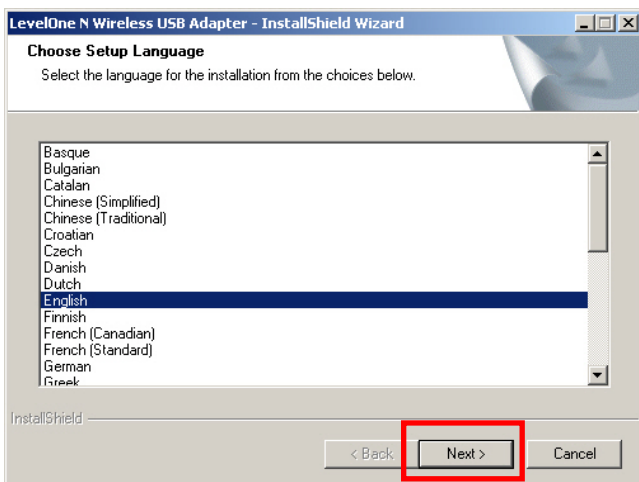 LevelOne N Wireless USB Adapter - InstallShield Wizard
Choose Setup Language
Select the language for the installation from the choices below.
Basque
Bulgarian
Catalan
Chinese (Simplified)
Chinese (Traditional)
Croatian
Czech
Danish
Dutch
English
Finnish
French (Canadian)
French (Standard)
German
Greek
InstallShield
< Back Next > Cancel